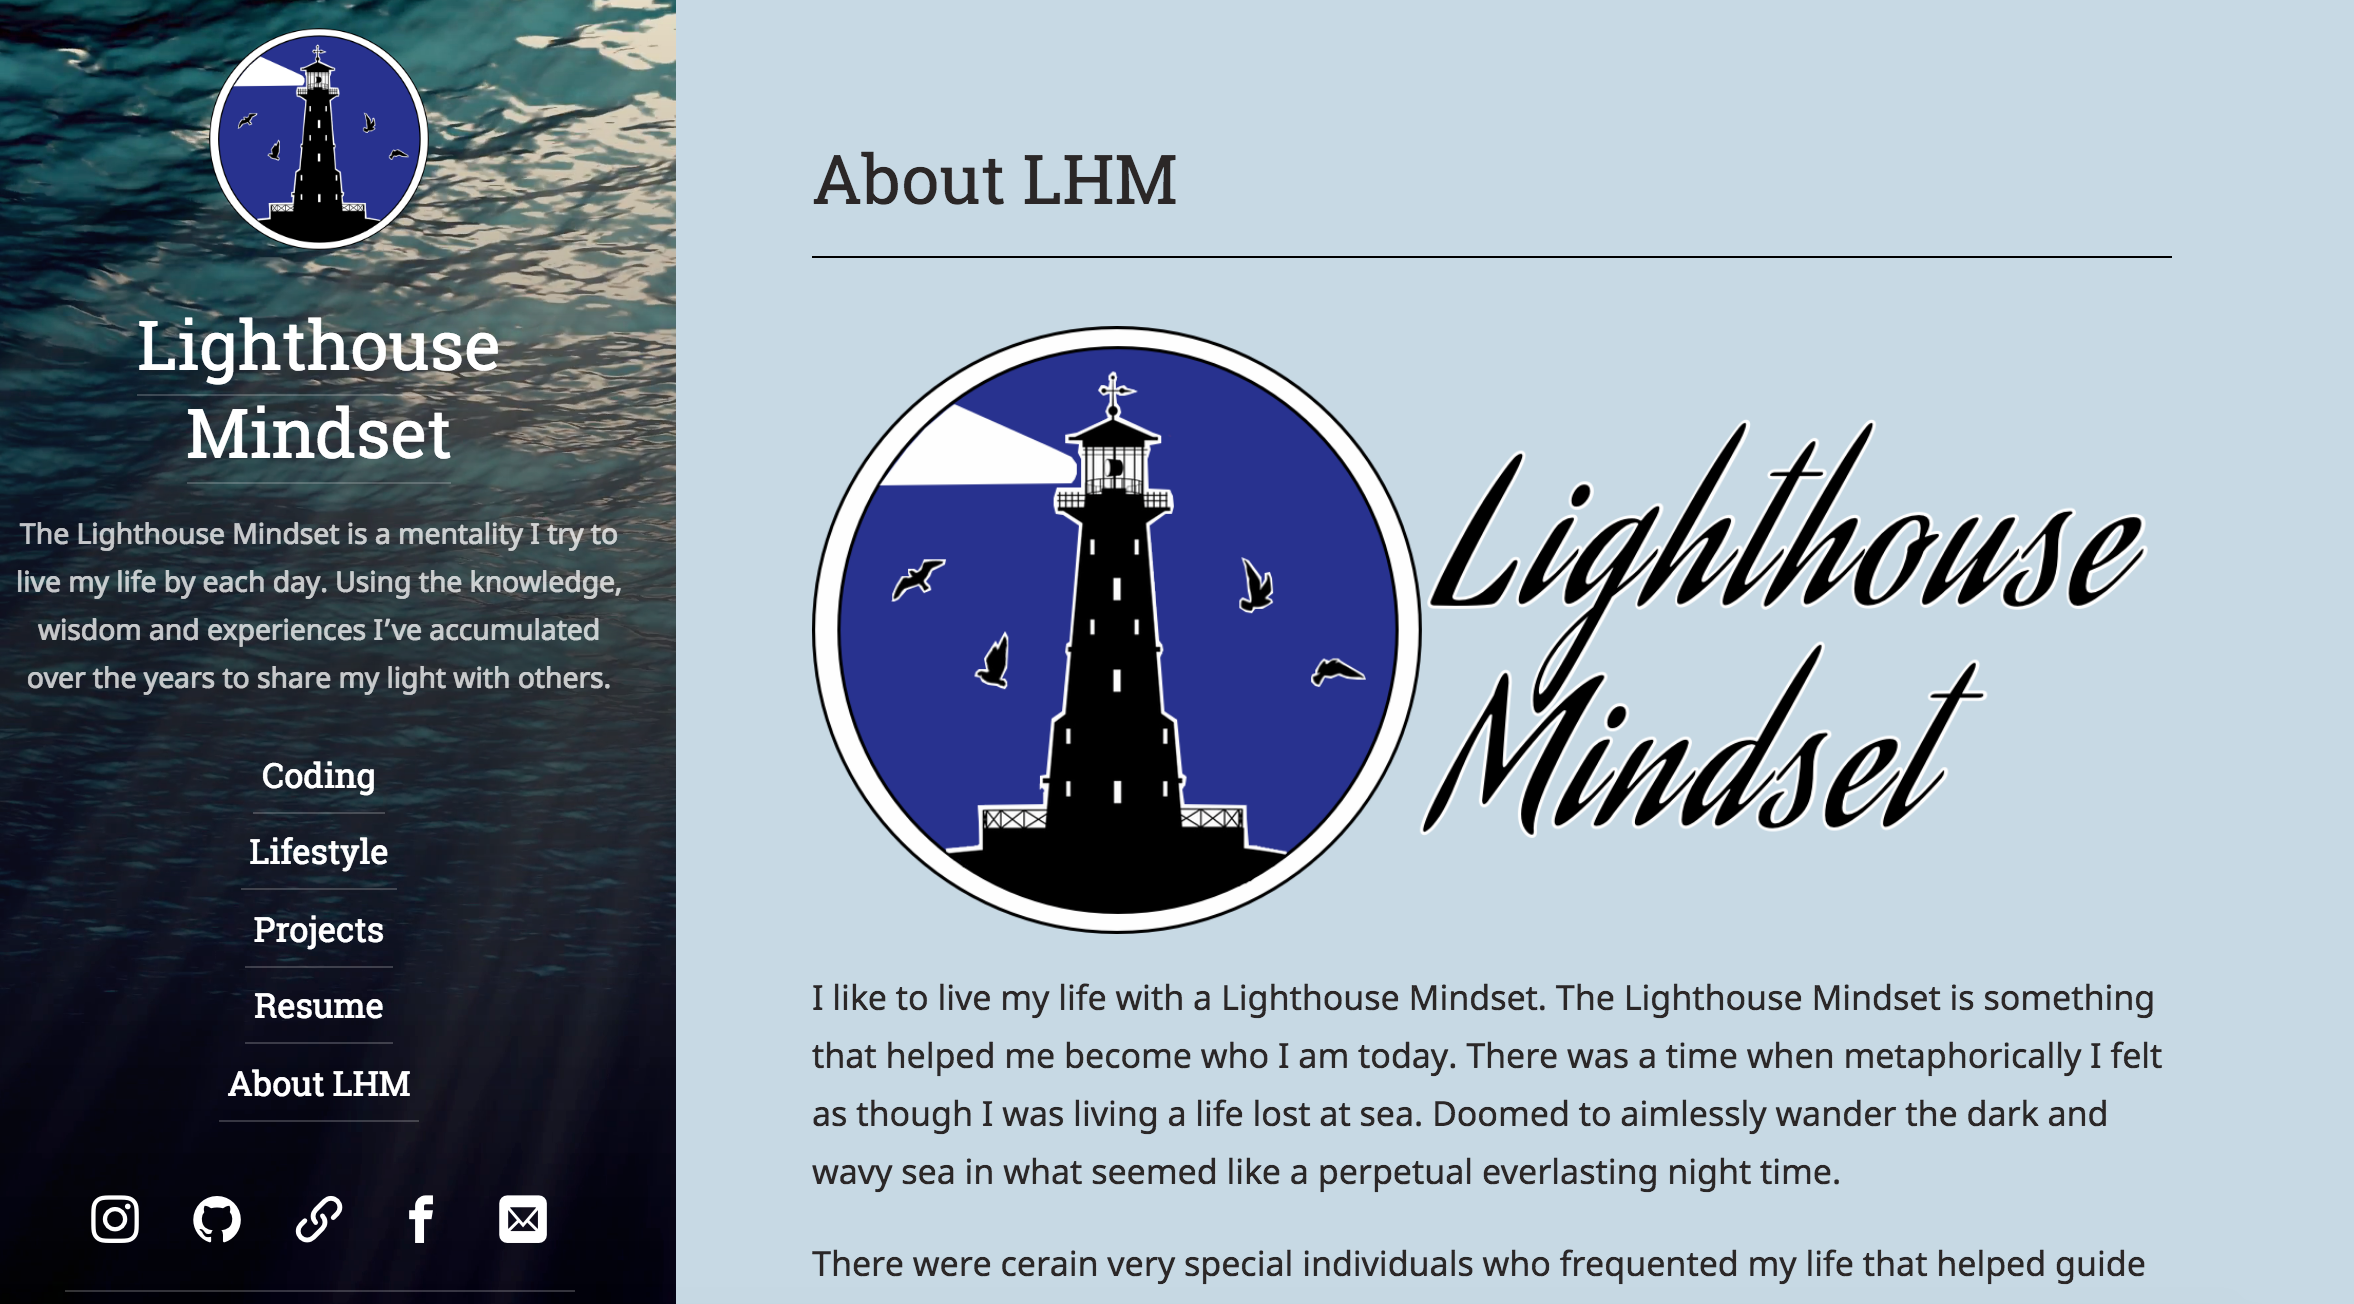 Lighthouse
Mindset
The Lighthouse Mindset is a mentality I try to
live my life by each day. Using the knowledge,
wisdom and experiences I've accumulated
over the years to share my light with others.
Coding
Lifestyle
Projects
Resume
About LHM
About LHM
Lighthouse
Mindset
I like to live my life with a Lighthouse Mindset. The Lighthouse Mindset is something
that helped me become who I am today. There was a time when metaphorically I felt
as though I was living a life lost at sea. Doomed to aimlessly wander the dark and
wavy sea in what seemed like a perpetual everlasting night time.
There were cerain very special individuals who frequented my life that helped guide